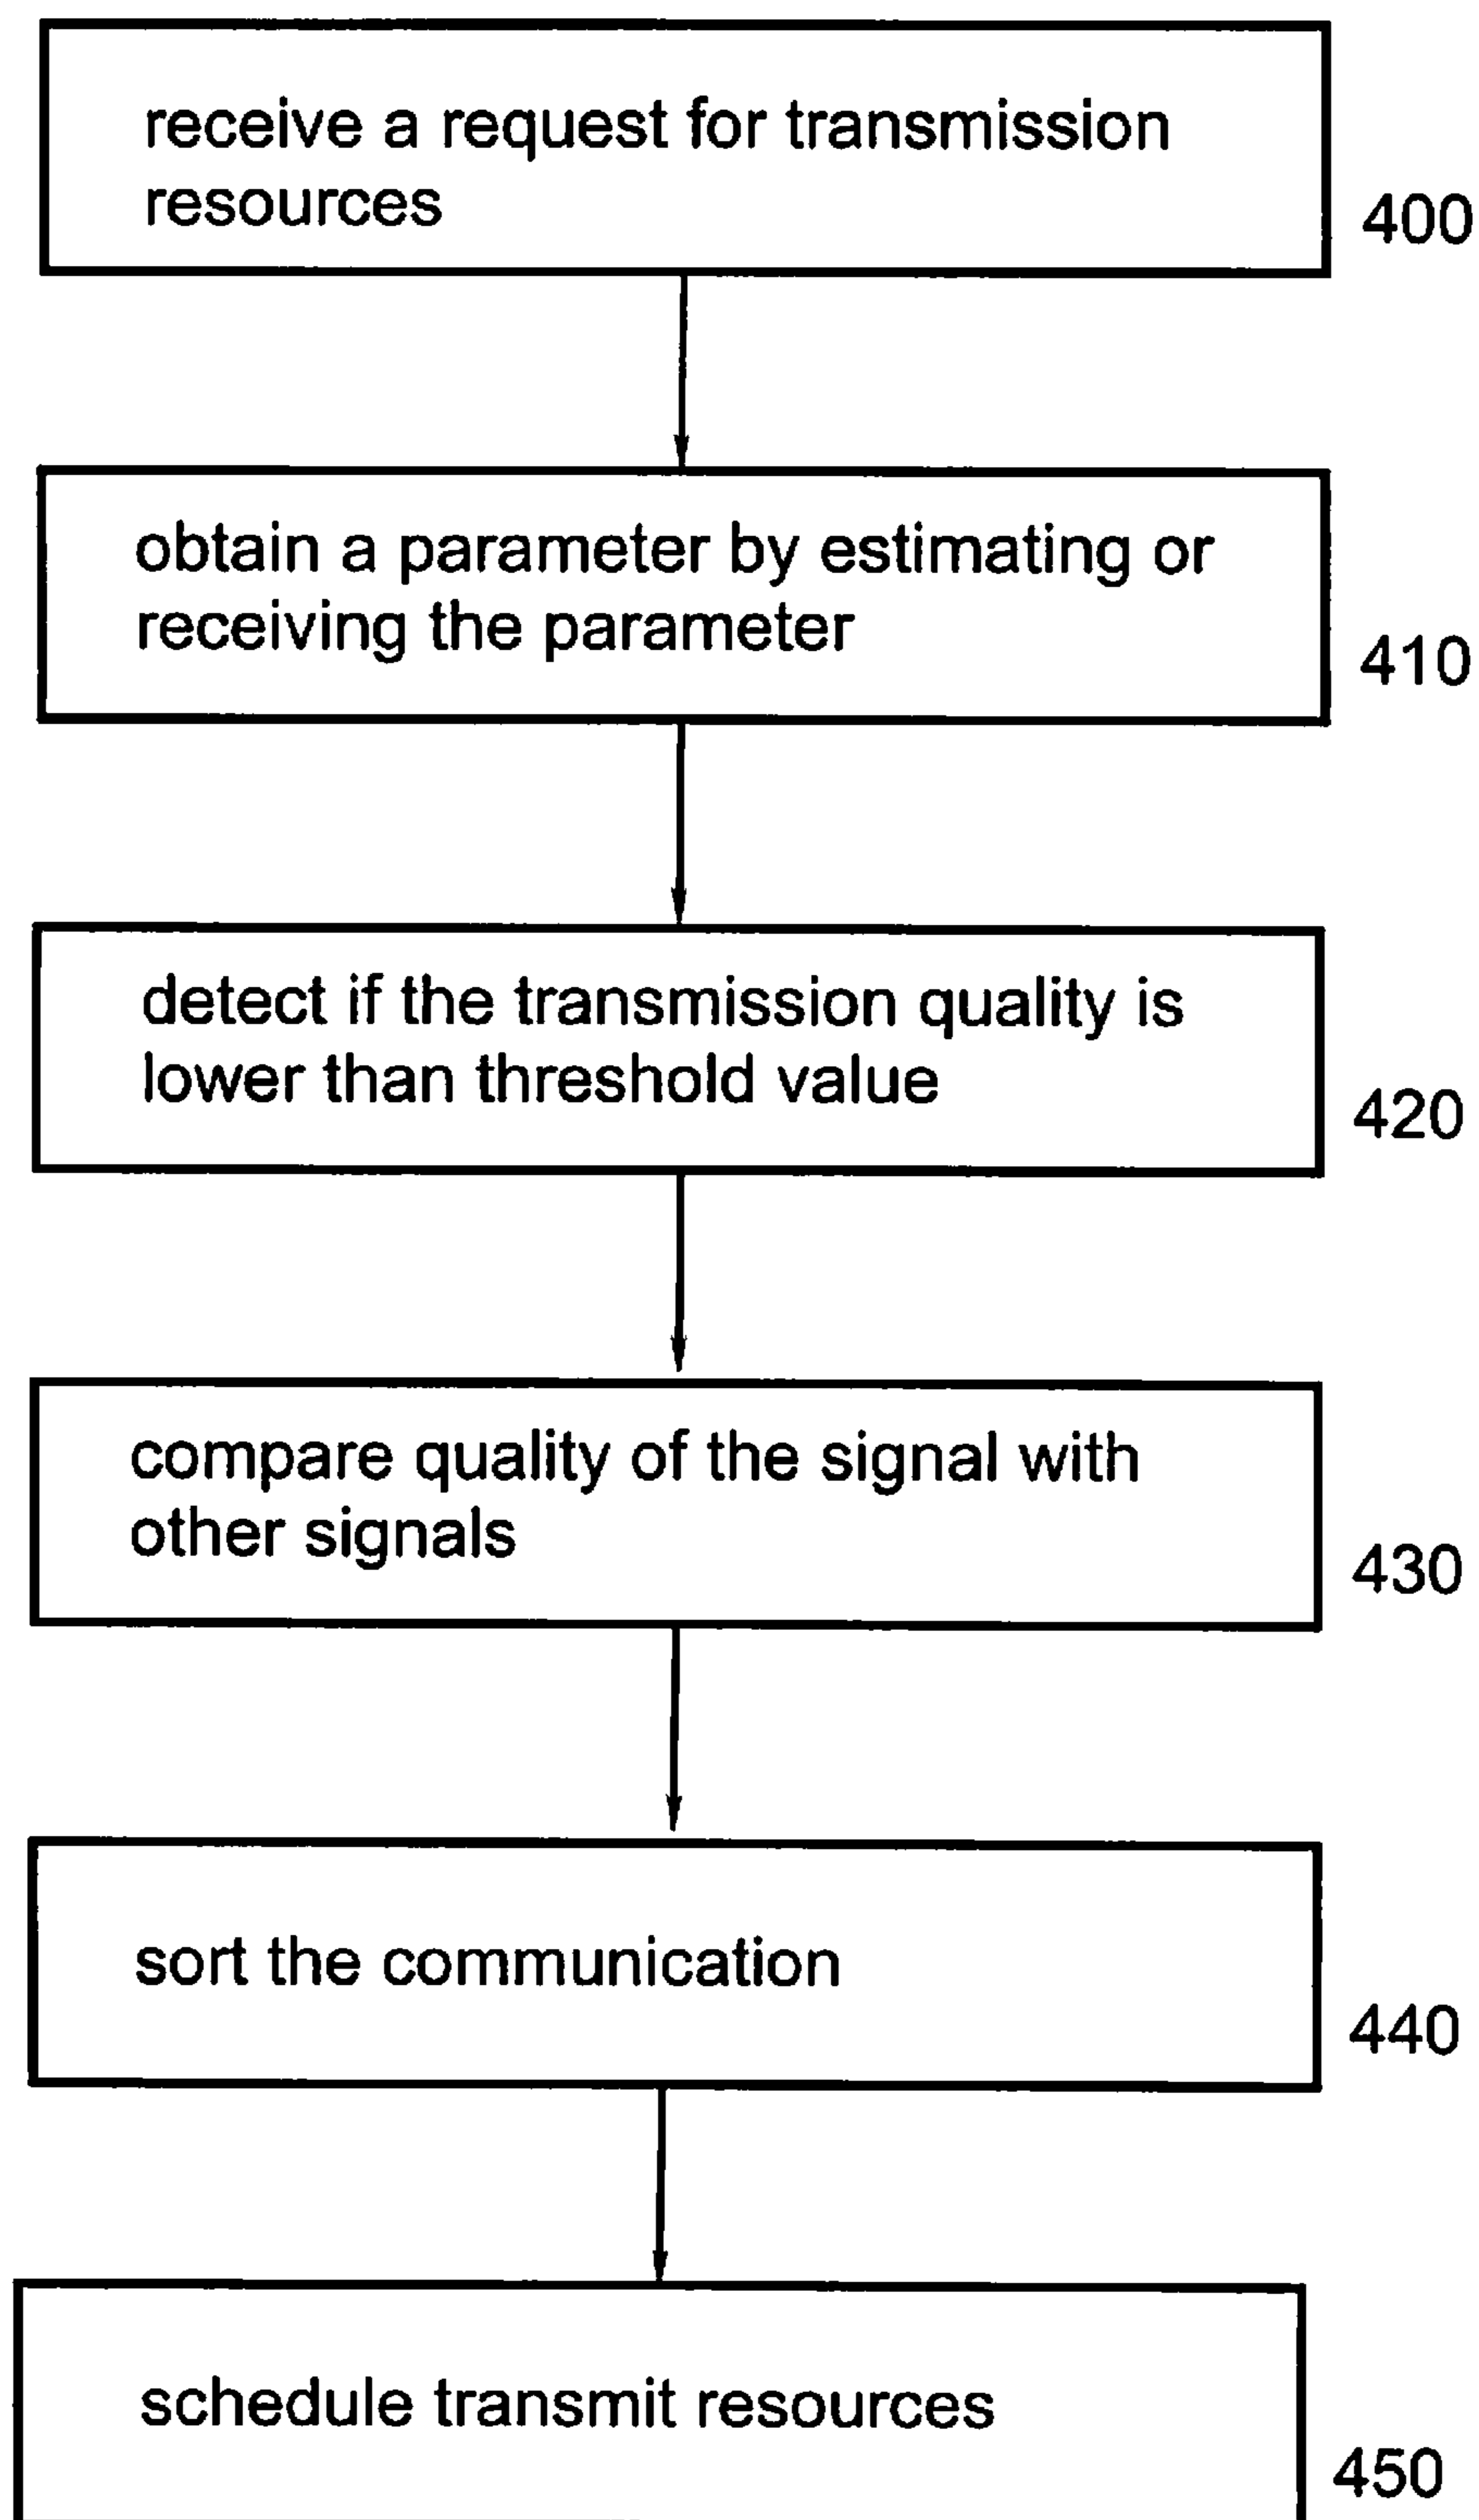 receive a request for transmission
resources
400
obtain a parameter by estimating or
receiving the parameter
410
detect if the transmission quality is
lower than threshold value
420
compare quality of the signal with
other signals
430
sort the communication
440
schedule transmit resources
450